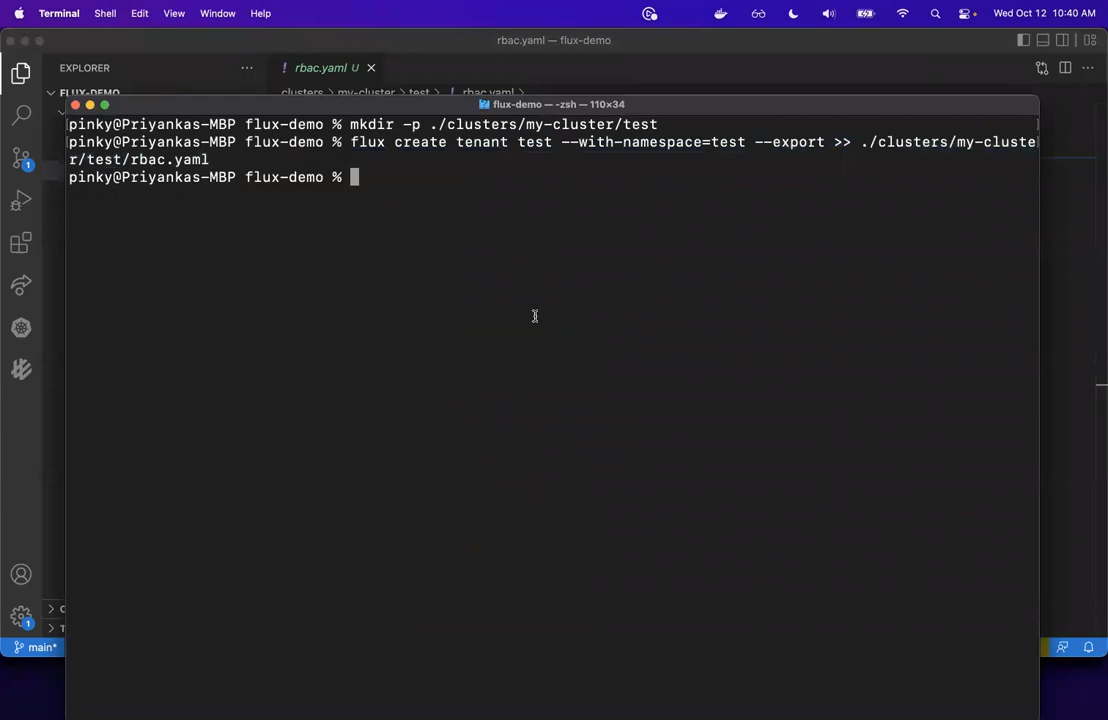 Terminal Shell Edit View Window Help Wed Oct 12 10:40 AM
rbac.yaml — flux-demo
EXPLORER
! rbac.yaml U
FLUX-DEMO
clusters > my-cluster > test > ! rbac.yaml >
flux-demo — -zsh — 110×34
pinky@Priyankas-MBP flux-demo % mkdir -p ./clusters/my-cluster/test
pinky@Priyankas-MBP flux-demo % flux create tenant test --with-namespace=test --export >> ./clusters/my-cluste
r/test/rbac.yaml
pinky@Priyankas-MBP flux-demo %
1
1
main*